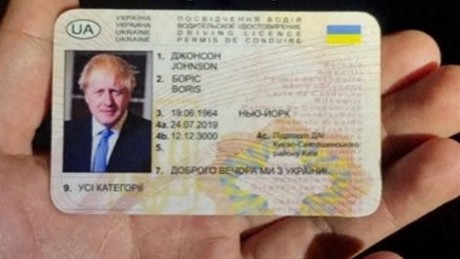 UA
УКРАЇНА
УКРАИНА
UKRAINE
UKRAINE
ПОСВІДЧЕННЯ ВОДІЯ
ВОДИТЕЛЬСКОЕ УДОСТОВЕРЕНИЕ
DRIVING LICENCE
PERMIS DE CONDUIRE
1. ДЖОНСОН
JOHNSON
2. БОРІС
BORIS
3. 19.06.1964 НЬЮ-ЙОРК
4a. 24.07.2019
4b. 12.12.3000 4c. Підрозділ ДАІ
Києво-Святошинського
5. району Київ
7. ДОБРОГО ВЕЧОРА МИ З УКРАЇНИ!
9. УСІ КАТЕГОРІЇ